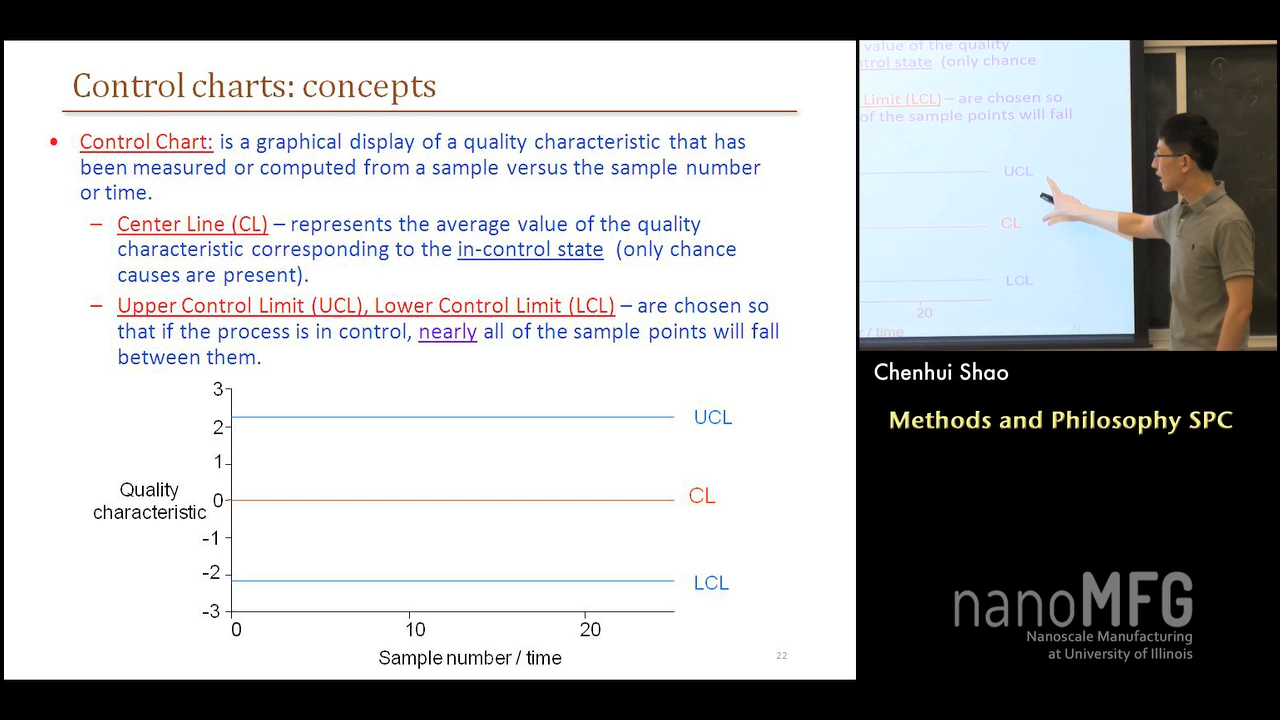 Control charts: concepts
• Control Chart: is a graphical display of a quality characteristic that has
been measured or computed from a sample versus the sample number
or time.
– Center Line (CL) – represents the average value of the quality
characteristic corresponding to the in-control state (only chance
causes are present).
– Upper Control Limit (UCL), Lower Control Limit (LCL) – are chosen so
that if the process is in control, nearly all of the sample points will fall
between them.
3
2
1
0
-1
-2
-3
Quality
characteristic
UCL
CL
LCL
0
10
20
Sample number / time
22
value of the quality
ntrol state (only chance
Limit (LCL) – are chosen so
of the sample points will fall
UCL
CL
LCL
20
r / time
Chenhui Shao
Methods and Philosophy SPC
nanoMFG
Nanoscale Manufacturing
at University of Illinois